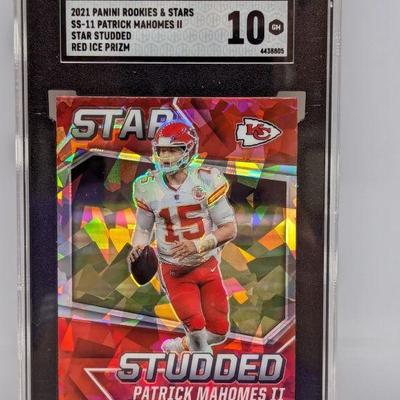 2021 PANINI ROOKIES & STARS
SS-11 PATRICK MAHOMES II
STAR STUDDED
RED ICE PRIZM
10 GM
4438805
STAR
KC
15
STUDDED
PATRICK MAHOMES II